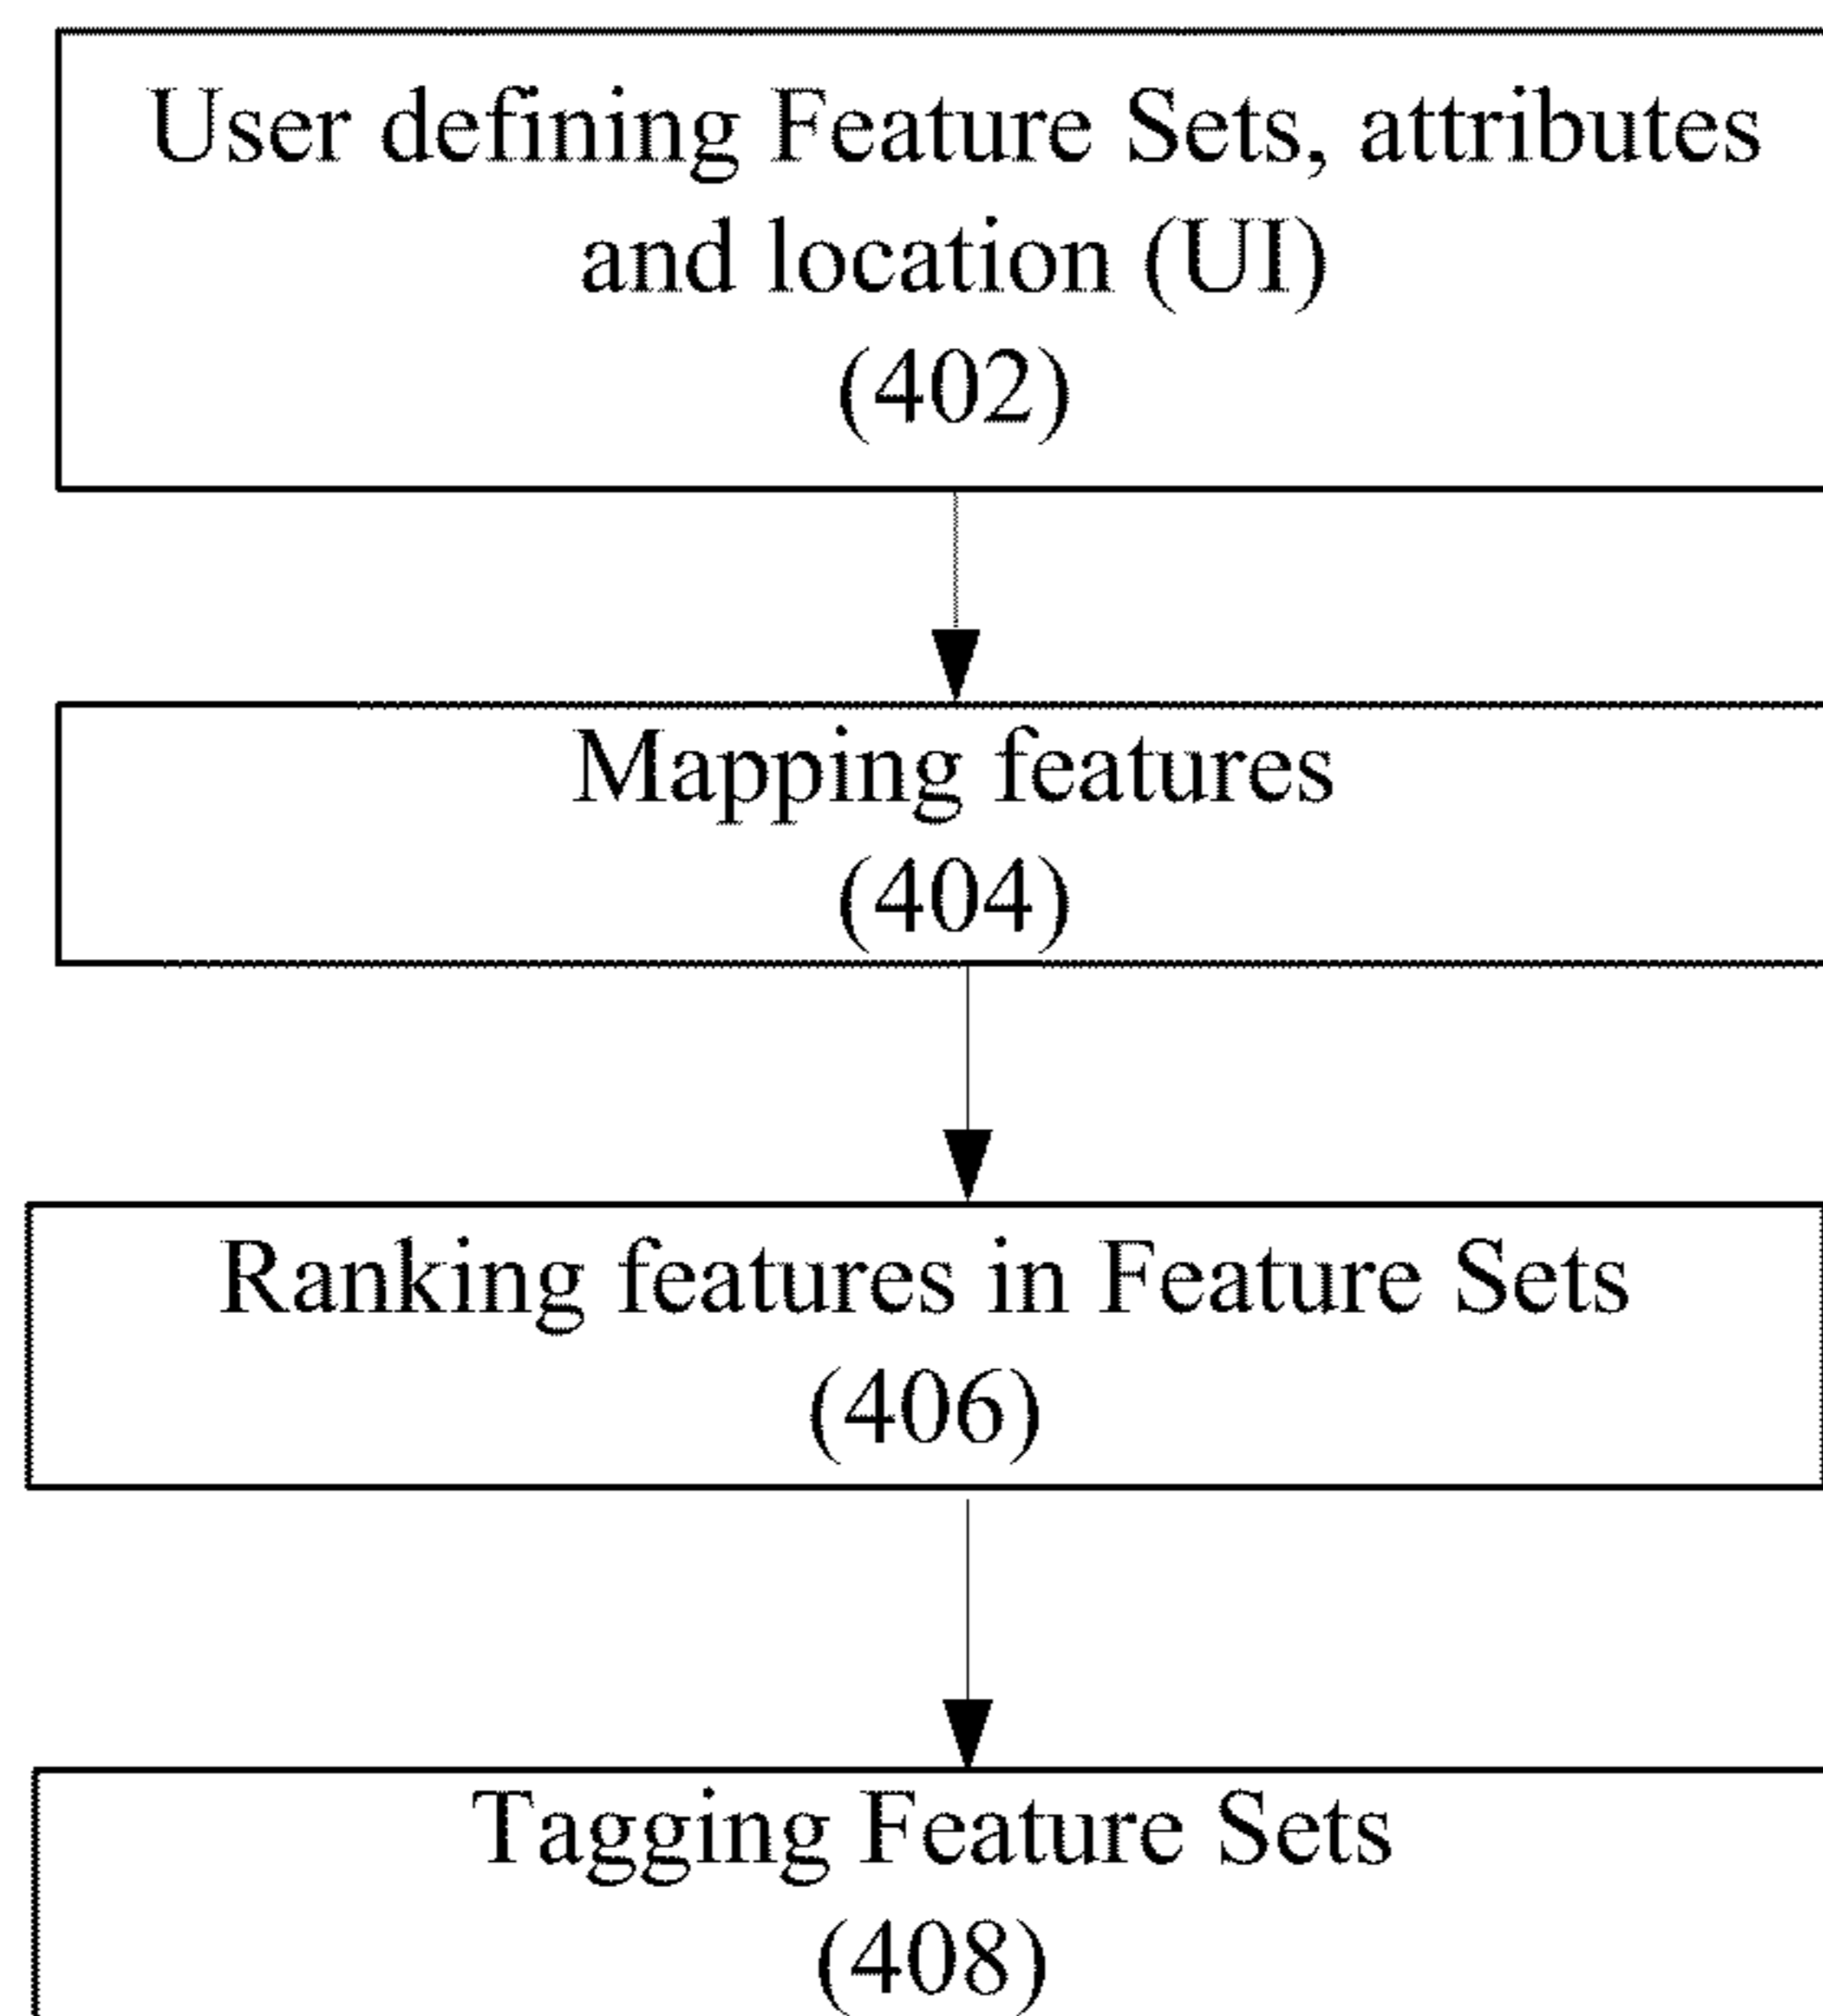 User defining Feature Sets, attributes
and location (UI)
(402)
Mapping features
(404)
Ranking features in Feature Sets
(406)
Tagging Feature Sets
(408)